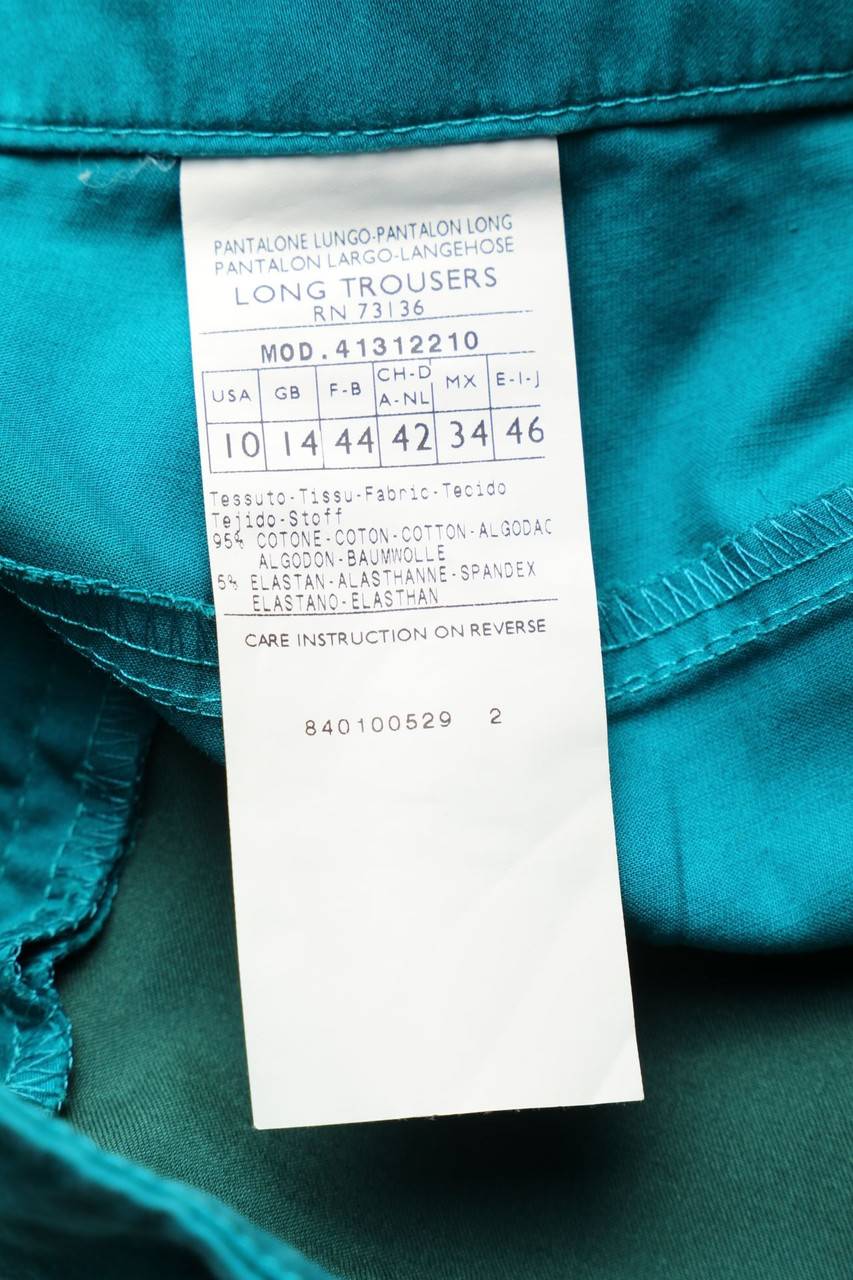 PANTALONE LUNGO-PANTALON LONG
PANTALON LARGO-LANGEHOSE
LONG TROUSERS
RN 73136
MOD. 41312210
USA GB F-B CH-D A-NL MX E-I-J
10 14 44 42 34 46
Tessuto-Tissu-Fabric-Tecido
Tejido-Stoff
95% COTONE-COTON-COTTON-ALGODAC
ALGODON-BAUMWOLLE
5% ELASTAN-ALASTHANNE-SPANDEX
ELASTANO-ELASTHAN
CARE INSTRUCTION ON REVERSE
840100529 2